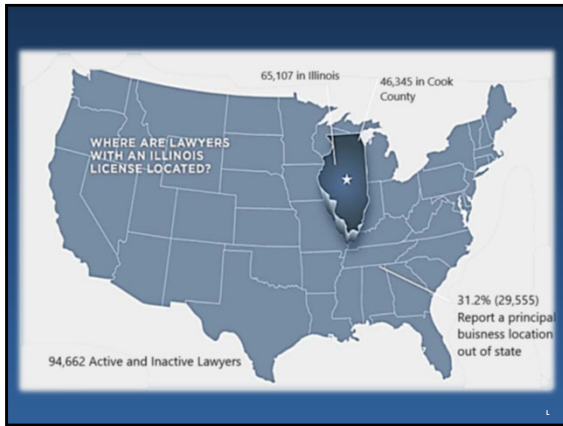 65,107 in Illinois
46,345 in Cook
County
WHERE ARE LAWYERS
WITH AN ILLINOIS
LICENSE LOCATED?
31.2% (29,555)
Report a principal
buisness location
out of state
94,662 Active and Inactive Lawyers
L